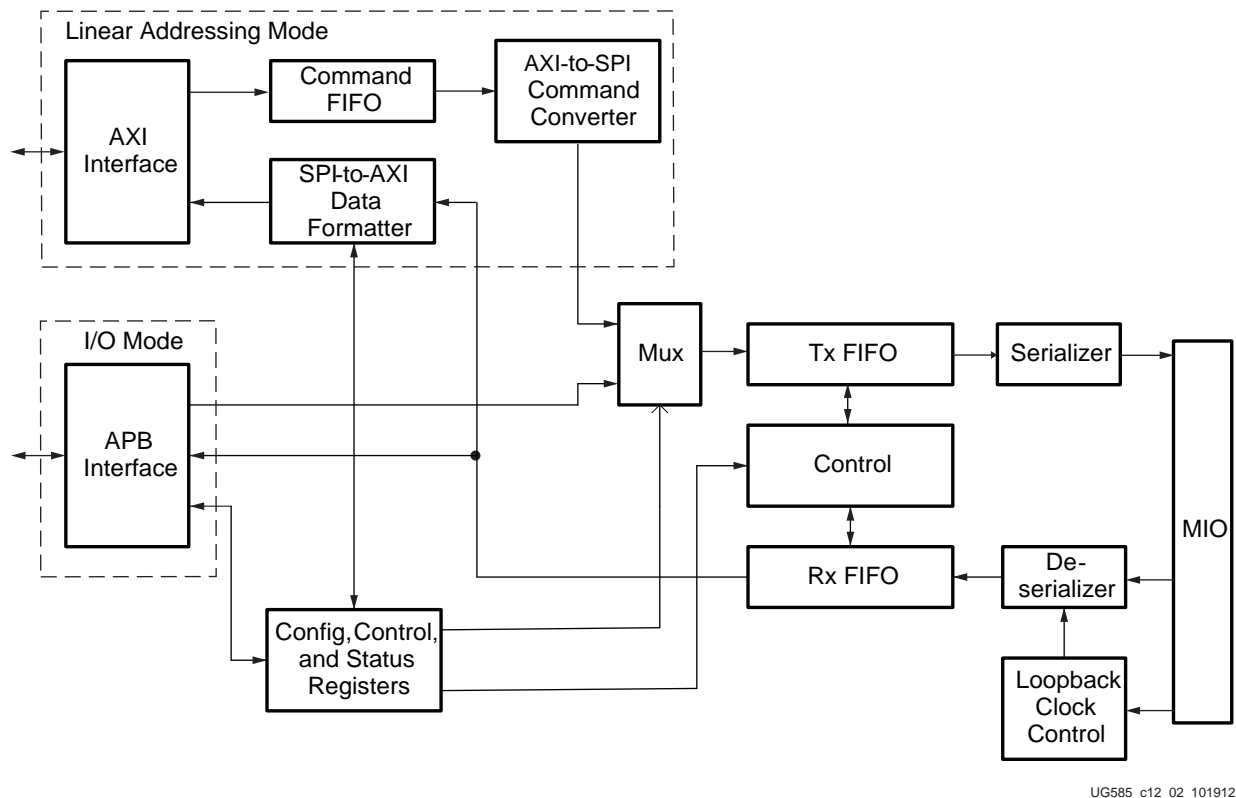 Linear Addressing Mode
AXI
Interface
Command
FIFO
AXI-to-SPI
Command
Converter
SPI-to-AXI
Data
Formatter
I/O Mode
APB
Interface
Mux
Tx FIFO
Serializer
Control
MIO
Rx FIFO
De-
serializer
Config,Control,
and Status
Registers
Loopback
Clock
Control
UG585_c12_02_101912